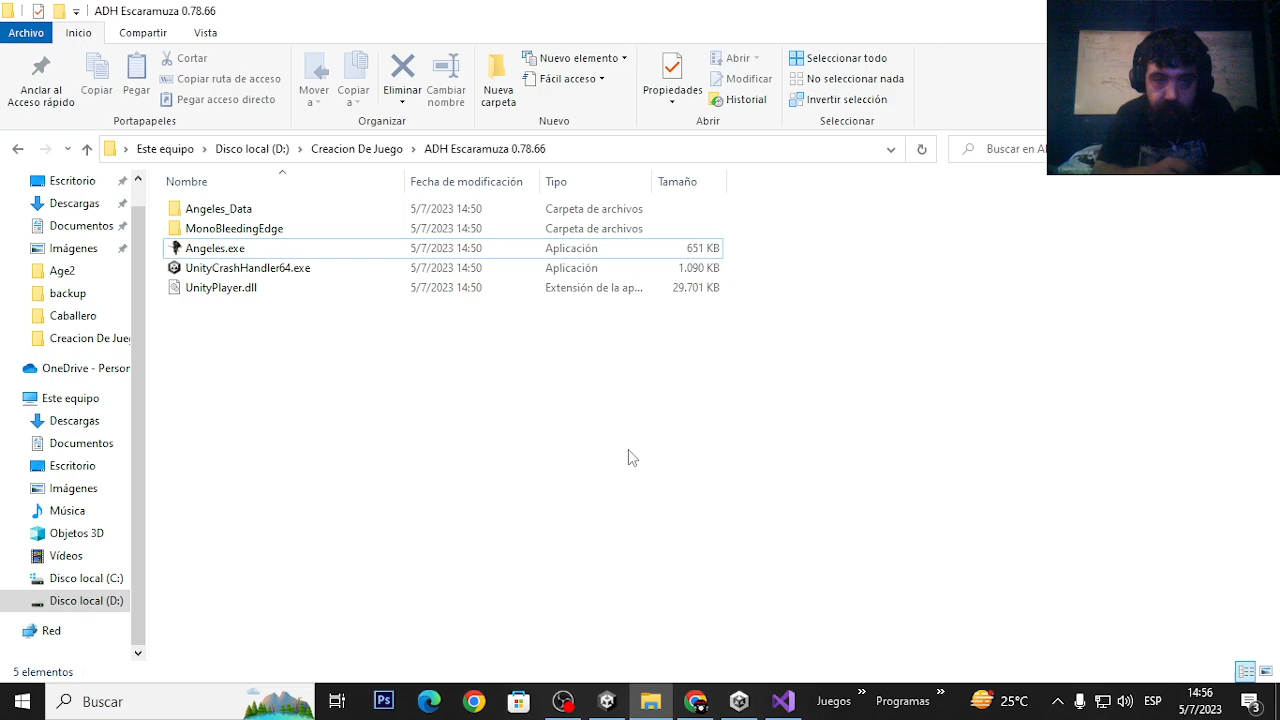 ADH Escaramuza 0.78.66
Archivo
Inicio
Compartir
Vista
Anclar al Acceso rápido
Copiar
Pegar
Cortar
Copiar ruta de acceso
Pegar acceso directo
Portapapeles
Mover a
Copiar a
Eliminar
Cambiar nombre
Organizar
Nueva carpeta
Nuevo elemento
Fácil acceso
Nuevo
Propiedades
Abrir
Modificar
Historial
Abrir
Seleccionar todo
No seleccionar nada
Invertir selección
Seleccionar
Este equipo
Disco local (D:)
Creacion De Juego
ADH Escaramuza 0.78.66
Buscar en A
Escritorio
Descargas
Documentos
Imágenes
Age2
backup
Caballero
Creacion De Jue
OneDrive - Person
Este equipo
Descargas
Documentos
Escritorio
Imágenes
Música
Objetos 3D
Vídeos
Disco local (C:)
Disco local (D:)
Red
Nombre Fecha de modificación Tipo Tamaño
Angeles_Data 5/7/2023 14:50 Carpeta de archivos
MonoBleedingEdge 5/7/2023 14:50 Carpeta de archivos
Angeles.exe 5/7/2023 14:50 Aplicación 651 KB
UnityCrashHandler64.exe 5/7/2023 14:50 Aplicación 1.090 KB
UnityPlayer.dll 5/7/2023 14:50 Extensión de la ap... 29.701 KB
5 elementos
Buscar
Ps
Juegos
»
Programas
»
25°C
ESP
14:56
5/7/2023
3